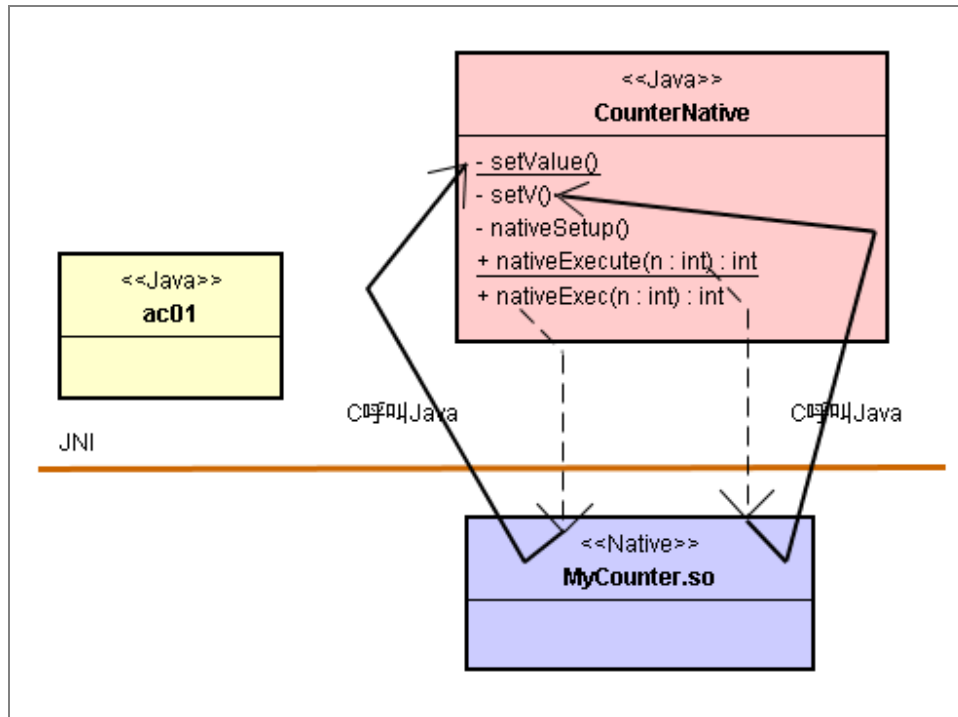 <<Java>>
CounterNative
- setValue()
- setV()
- nativeSetup()
+ nativeExecute(n : int) : int
+ nativeExec(n : int) : int
<<Java>>
ac01
C呼叫Java
C呼叫Java
JNI
<<Native>>
MyCounter.so